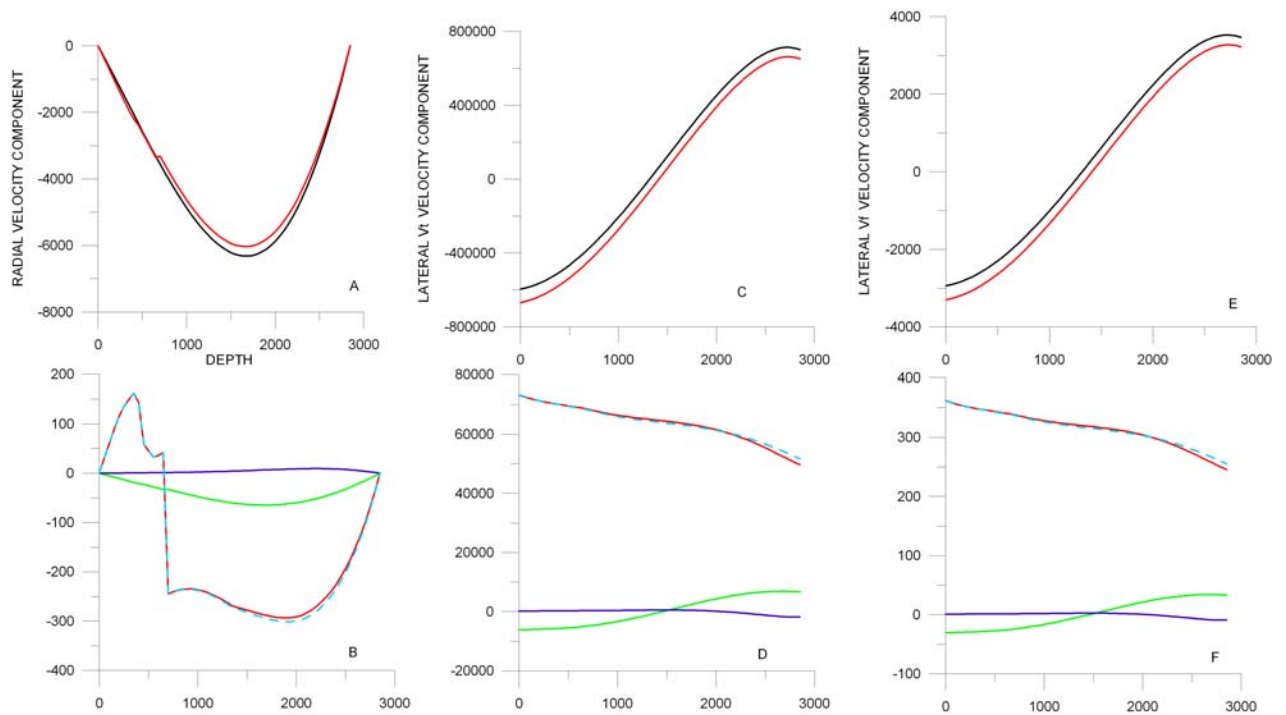 RADIAL VELOCITY COMPONENT
0
-2000
-4000
-6000
-8000
A
0 1000 2000 3000
DEPTH
LATERAL Vt VELOCITY COMPONENT
800000
400000
0
-400000
-800000
C
0 1000 2000 3000
LATERAL Vf VELOCITY COMPONENT
4000
2000
0
-2000
-4000
E
0 1000 2000 3000
200
100
0
-100
-200
-300
-400
B
0 1000 2000 3000
80000
60000
40000
20000
0
-20000
D
0 1000 2000 3000
400
300
200
100
0
-100
F
0 1000 2000 3000